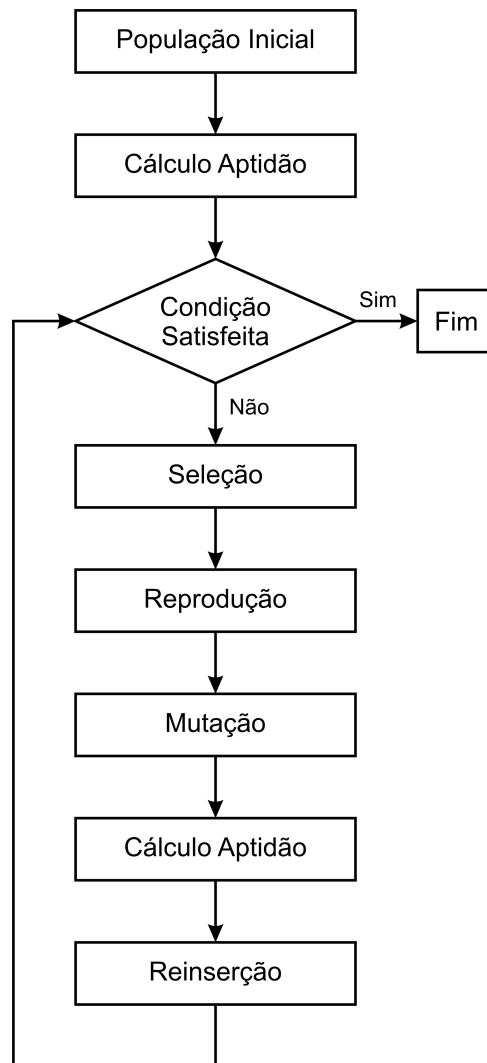 População Inicial
Cálculo Aptidão
Condição
Satisfeita
Sim
Fim
Não
Seleção
Reprodução
Mutação
Cálculo Aptidão
Reinserção